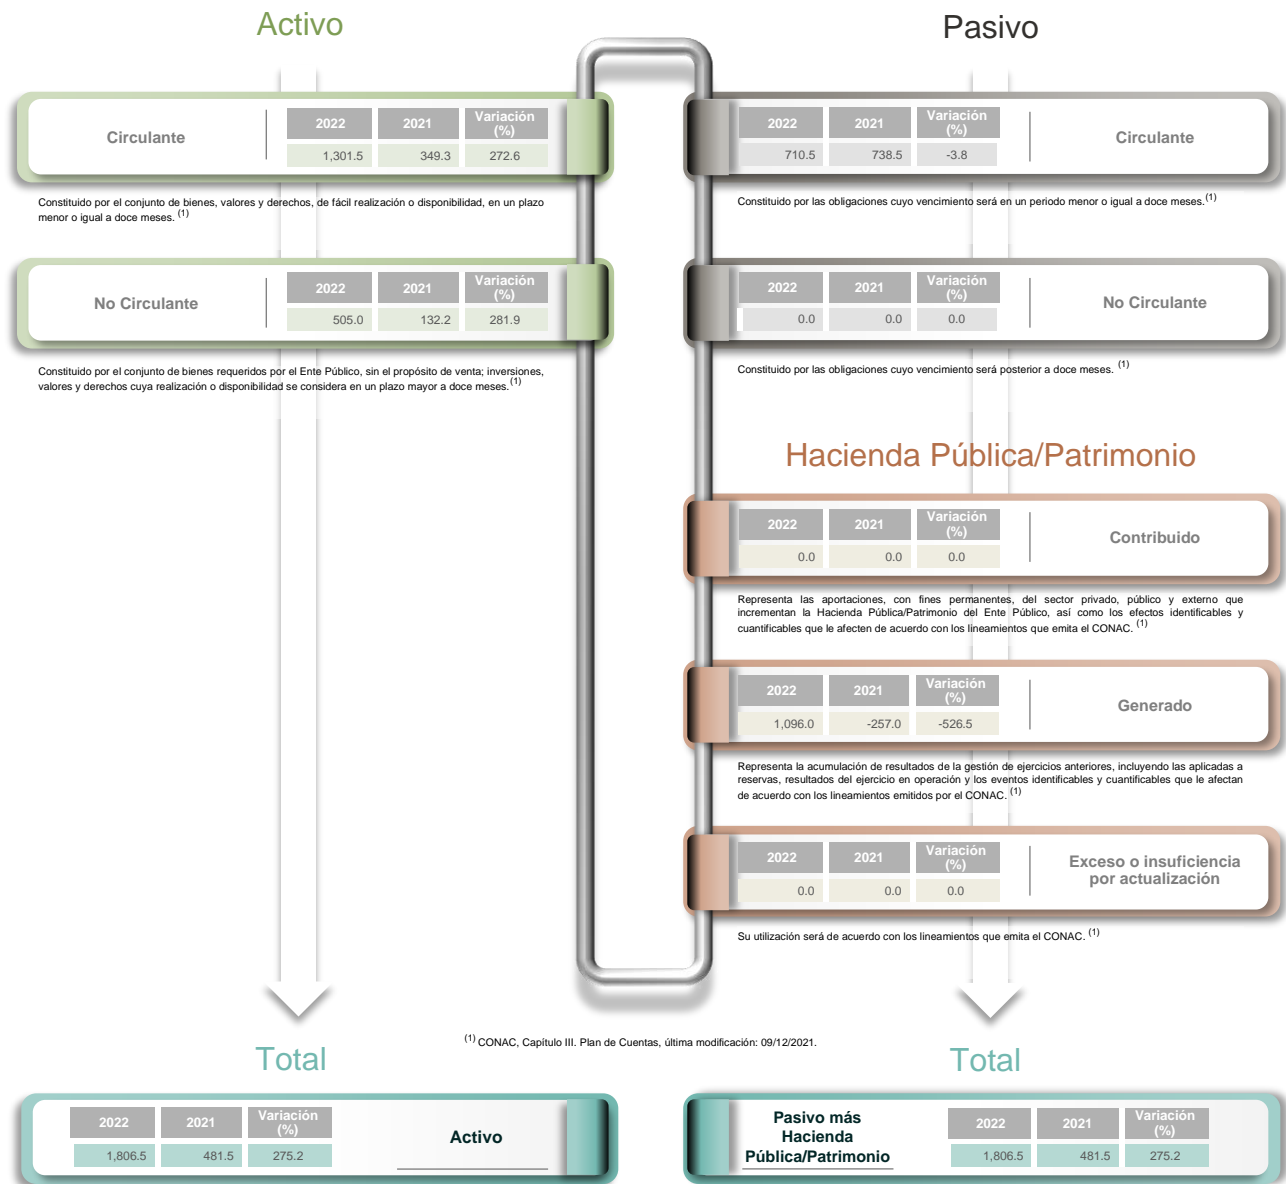 Activo
Circulante
2022 2021 Variación
(%)
1,301.5 349.3 272.6
Constituido por el conjunto de bienes, valores y derechos, de fácil realización o disponibilidad, en un plazo
menor o igual a doce meses. (1)
No Circulante
2022 2021 Variación
(%)
505.0 132.2 281.9
Constituido por el conjunto de bienes requeridos por el Ente Público, sin el propósito de venta; inversiones,
valores y derechos cuya realización o disponibilidad se considera en un plazo mayor a doce meses. (1)
Pasivo
2022 2021 Variación
(%)
710.5 738.5 -3.8
Circulante
Constituido por las obligaciones cuyo vencimiento será en un periodo menor o igual a doce meses. (1)
2022 2021 Variación
(%)
0.0 0.0 0.0
No Circulante
Constituido por las obligaciones cuyo vencimiento será posterior a doce meses. (1)
Hacienda Pública/Patrimonio
2022 2021 Variación
(%)
0.0 0.0 0.0
Contribuido
Representa las aportaciones, con fines permanentes, del sector privado, público y externo que
incrementan la Hacienda Pública/Patrimonio del Ente Público, así como los efectos identificables y
cuantificables que le afecten de acuerdo con los lineamientos que emita el CONAC. (1)
2022 2021 Variación
(%)
1,096.0 -257.0 -526.5
Generado
Representa la acumulación de resultados de la gestión de ejercicios anteriores, incluyendo las aplicadas a
reservas, resultados del ejercicio en operación y los eventos identificables y cuantificables que le afectan
de acuerdo con los lineamientos emitidos por el CONAC. (1)
2022 2021 Variación
(%)
0.0 0.0 0.0
Exceso o insuficiencia
por actualización
Su utilización será de acuerdo con los lineamientos que emita el CONAC. (1)
(1) CONAC, Capítulo III. Plan de Cuentas, última modificación: 09/12/2021.
Total
2022 2021 Variación
(%)
1,806.5 481.5 275.2
Activo
Total
Pasivo más
Hacienda
Pública/Patrimonio
2022 2021 Variación
(%)
1,806.5 481.5 275.2